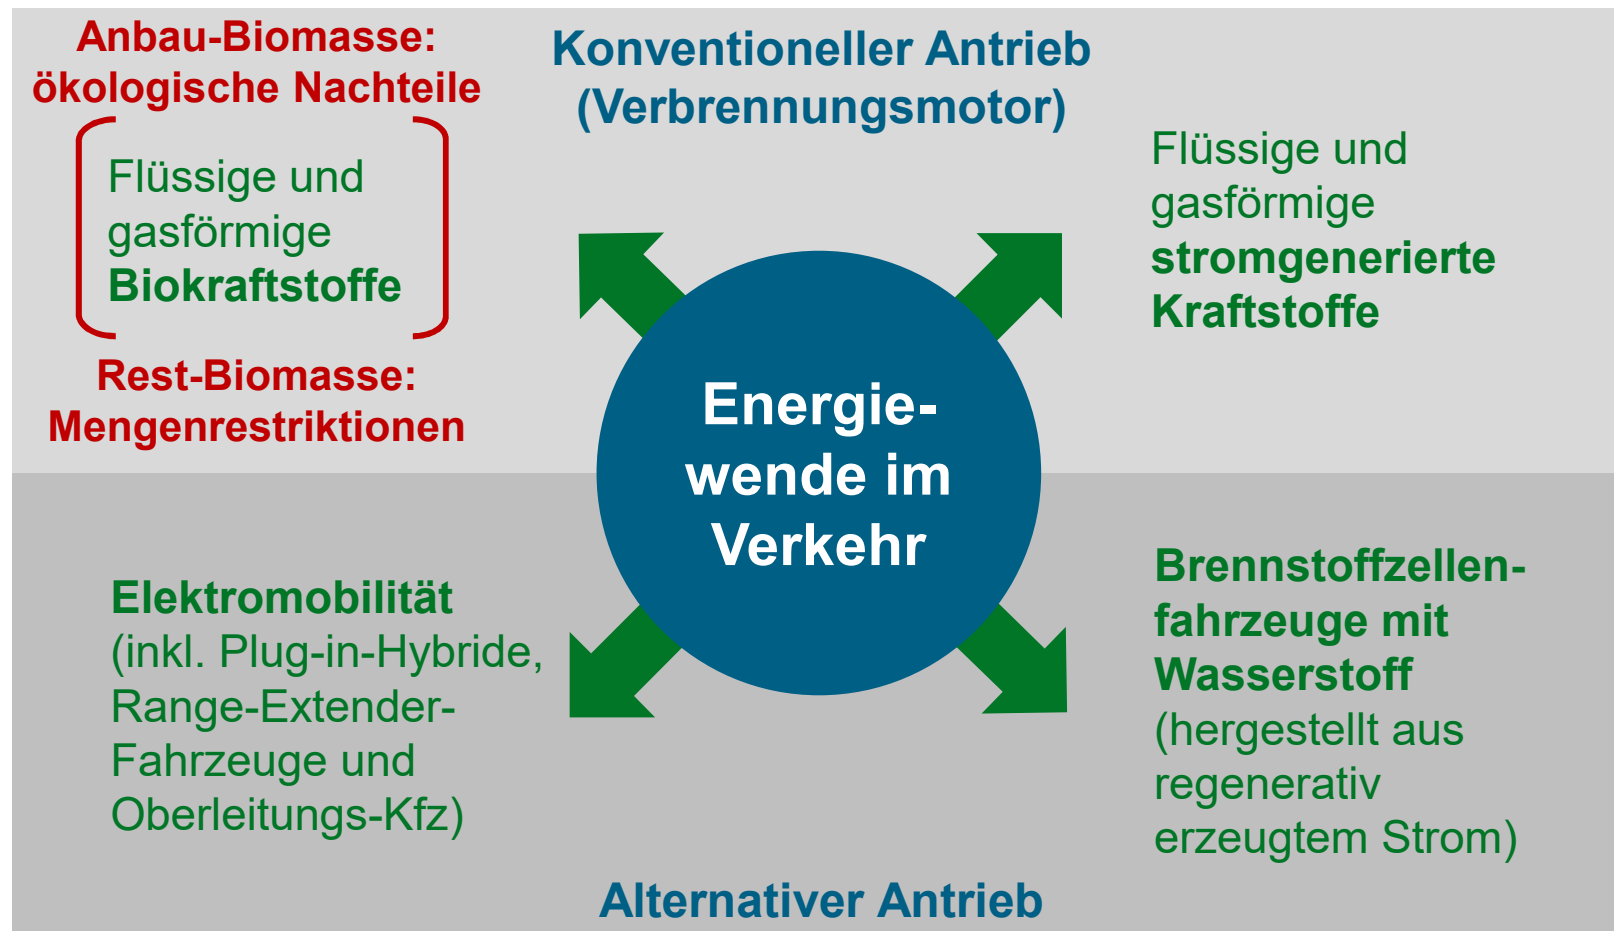 Anbau-Biomasse:
ökologische Nachteile
Flüssige und
gasförmige
Biokraftstoffe
Rest-Biomasse:
Mengenrestriktionen
Konventioneller Antrieb
(Verbrennungsmotor)
Flüssige und
gasförmige
stromgenerierte
Kraftstoffe
Energie-
wende im
Verkehr
Elektromobilität
(inkl. Plug-in-Hybride,
Range-Extender-
Fahrzeuge und
Oberleitungs-Kfz)
Brennstoffzellen-
fahrzeuge mit
Wasserstoff
(hergestellt aus
regenerativ
erzeugtem Strom)
Alternativer Antrieb